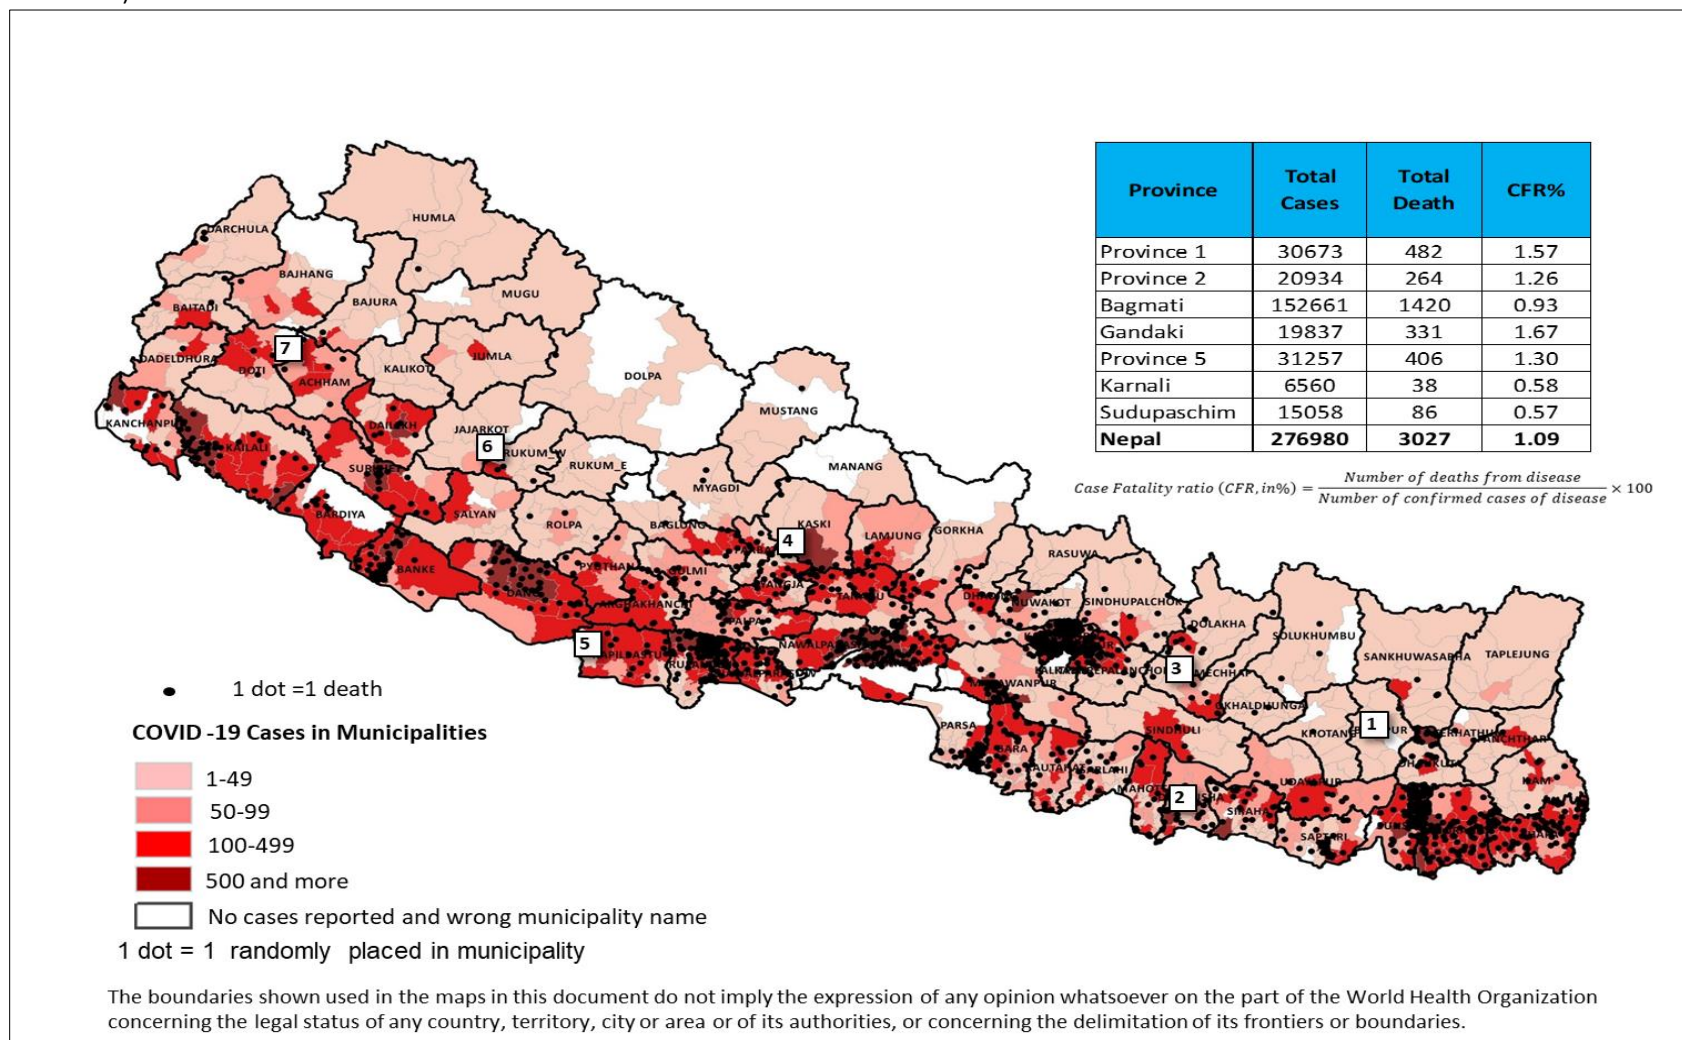 Province Total Cases Total Death CFR%
Province 1 30673 482 1.57
Province 2 20934 264 1.26
Bagmati 152661 1420 0.93
Gandaki 19837 331 1.67
Province 5 31257 406 1.30
Karnali 6560 38 0.58
Sudupaschim 15058 86 0.57
Nepal 276980 3027 1.09
Case Fatality ratio (CFR, in%) = Number of deaths from disease / Number of confirmed cases of disease × 100
HUMLA
DARCHULA
BAJHANG
MUGU
BAJURA
BAITADI
7
JUMLA
DADELDHURA
KALIKOT
DOTI
DOLPA
ACHHAM
MUSTANG
DAILEKH
JAJARKOT
KAILALI
6
RUKUM_W
RUKUM_E
MANANG
MYAGDI
BARDIYA
SALYAN
ROLPA
BAGLUNG
KASKI
GORKHA
LAMJUNG
4
RASUWA
BANKE
PYUTHAN
GULMI
DANG
NUWAKOT
SINDHUPALCHOK
PALPA
DOLAKHA
SOLUKHUMBU
5
SANKHUWASABHA
TAPLEJUNG
3
OKHALDHUNGA
PARSA
SINDHULI
KHOTANG
1
BARA
UDAYAPUR
2
SIRAHA
SAPTARI
1 dot =1 death
COVID -19 Cases in Municipalities
1-49
50-99
100-499
500 and more
No cases reported and wrong municipality name
1 dot = 1 randomly placed in municipality
The boundaries shown used in the maps in this document do not imply the expression of any opinion whatsoever on the part of the World Health Organization
concerning the legal status of any country, territory, city or area or of its authorities, or concerning the delimitation of its frontiers or boundaries.